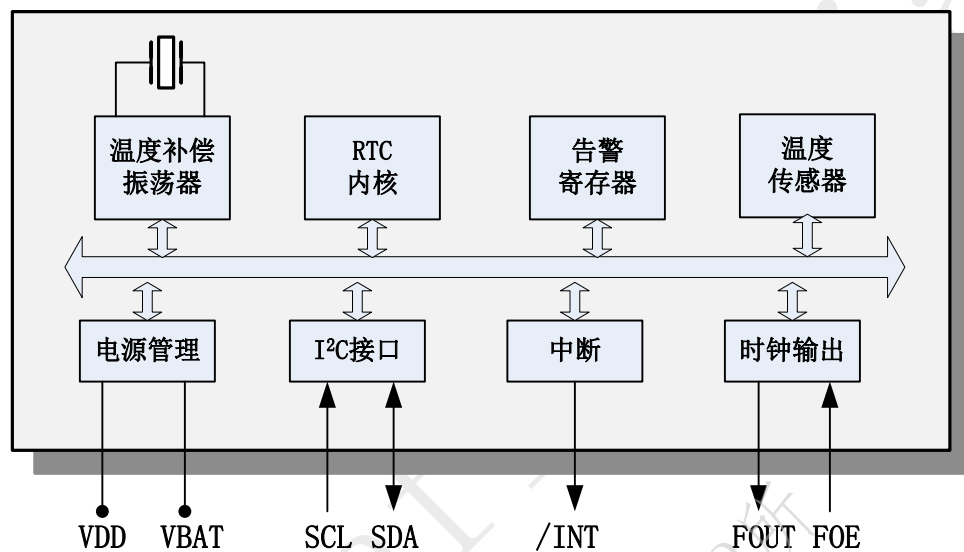 温度补偿
振荡器
RTC
内核
告警
寄存器
温度
传感器
电源管理
I²C接口
中断
时钟输出
VDD VBAT SCL SDA /INT FOUT FOE